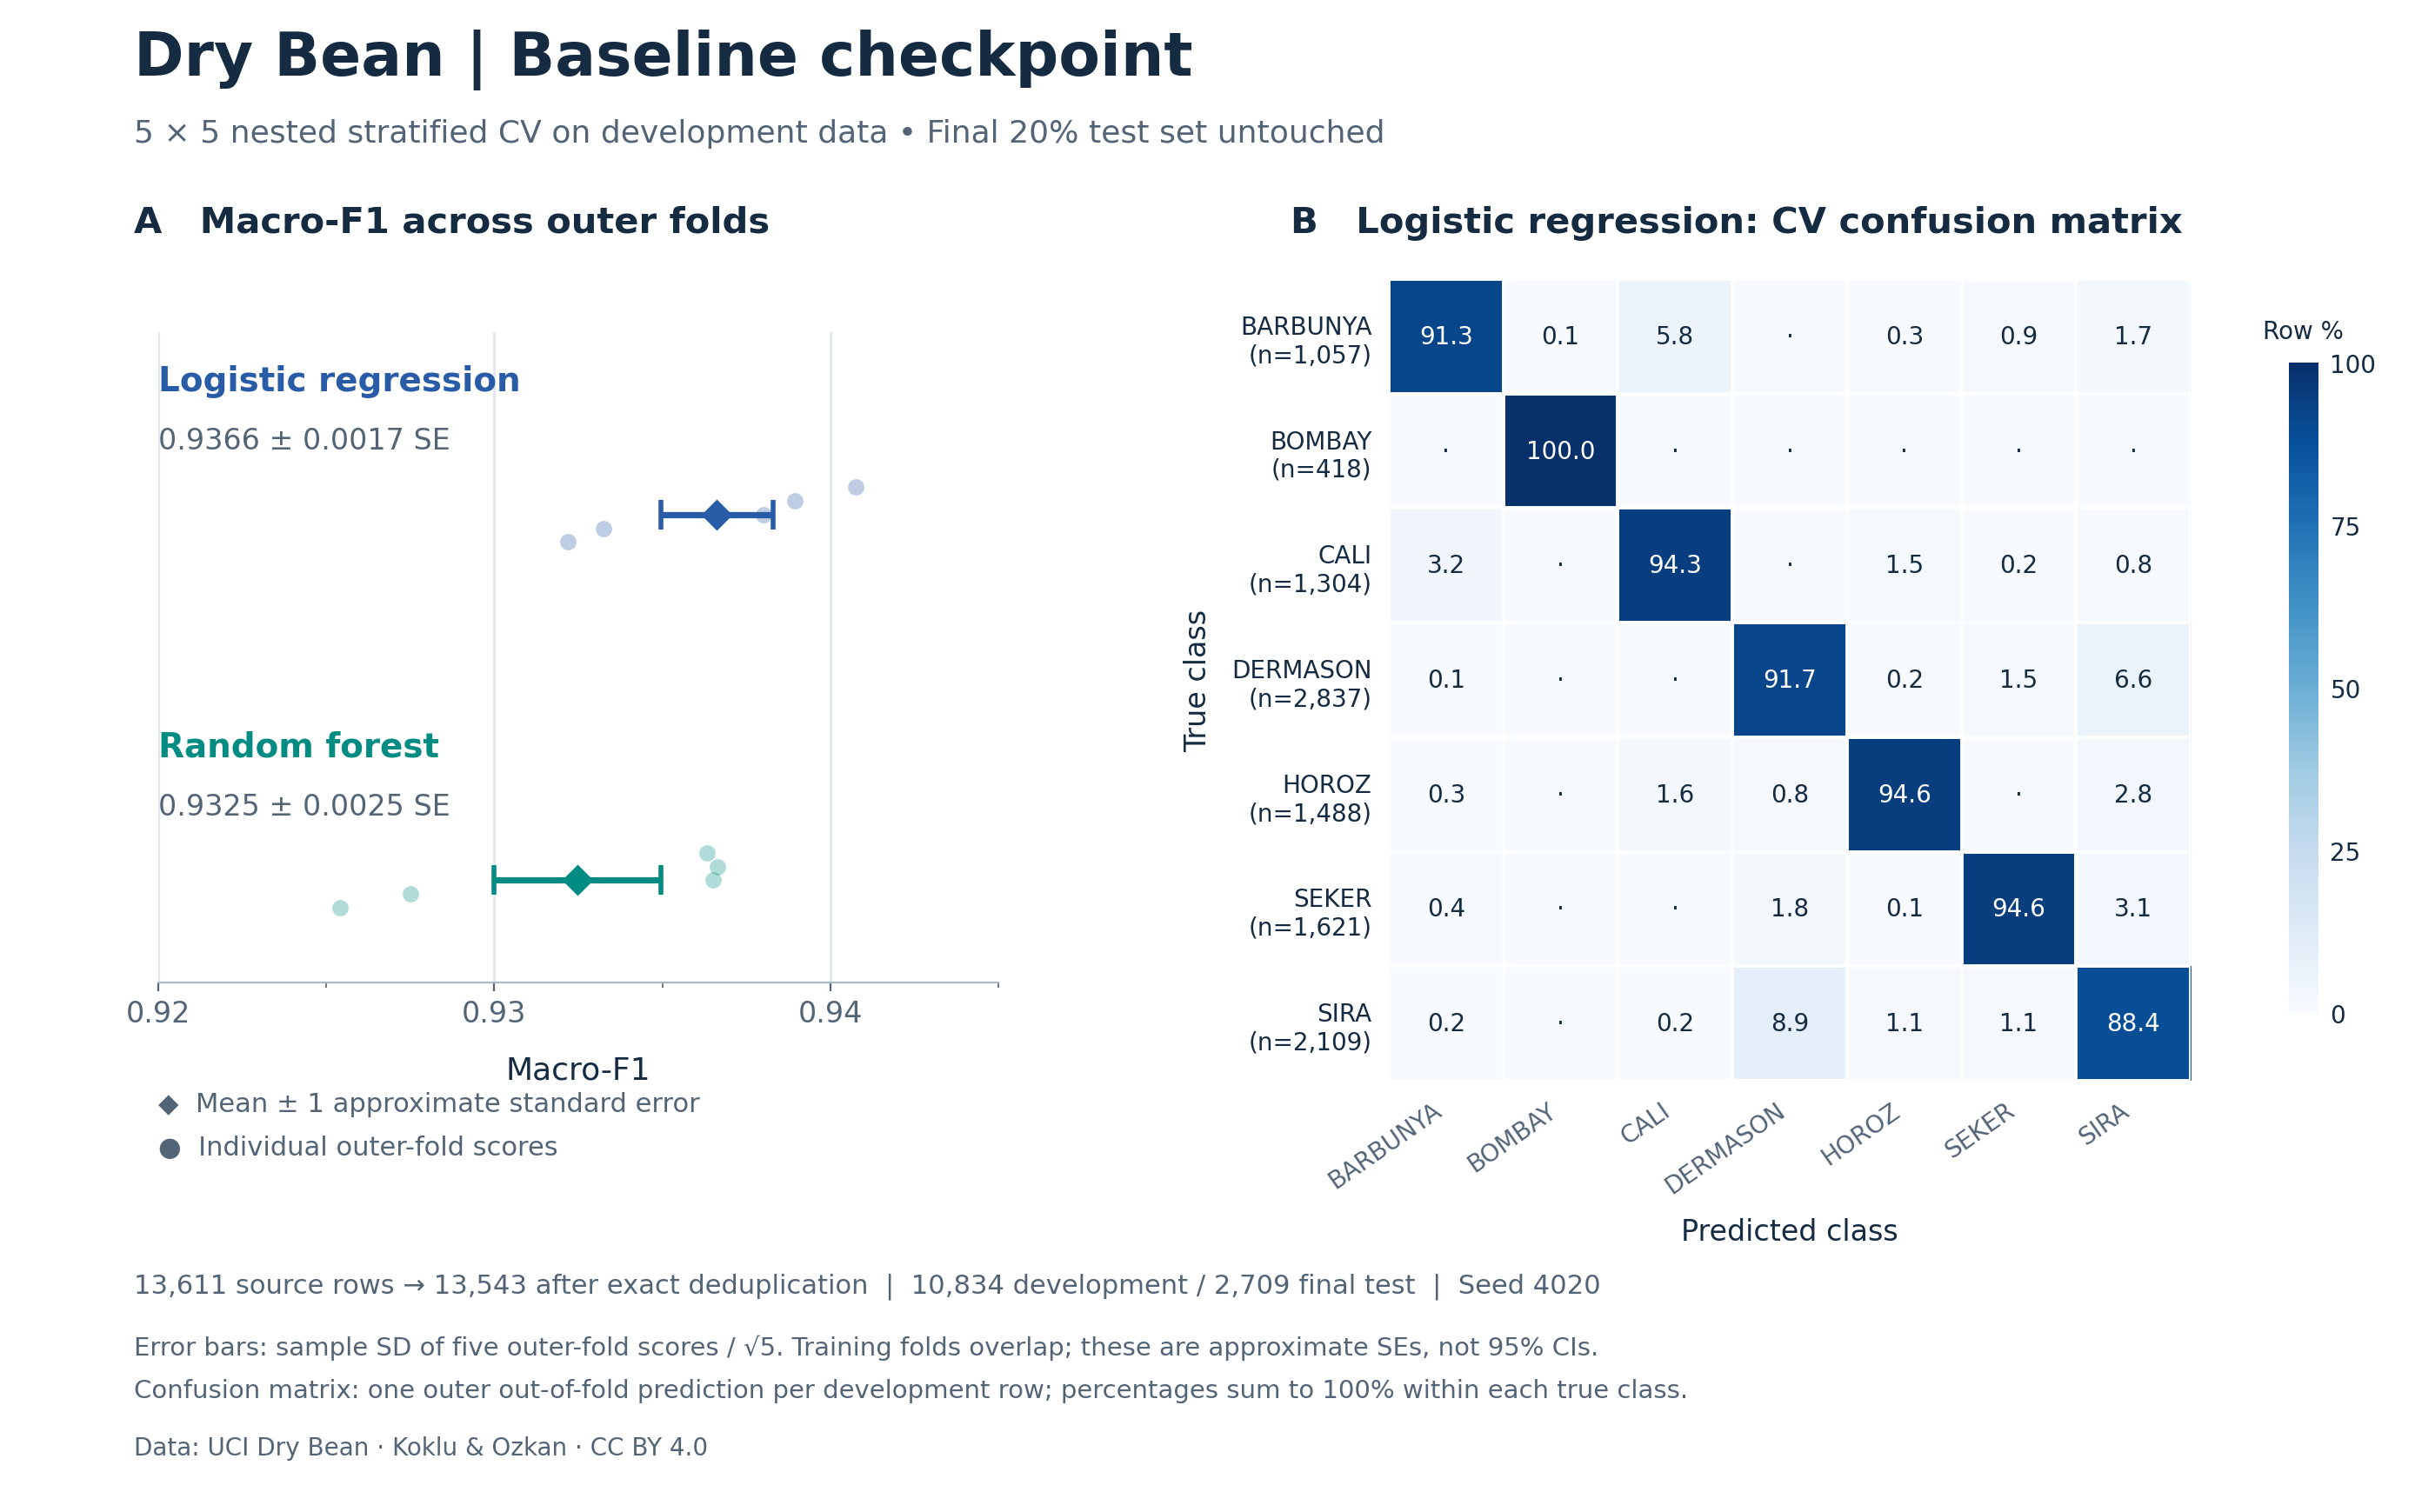 Dry Bean | Baseline checkpoint
5 × 5 nested stratified CV on development data • Final 20% test set untouched
A Macro-F1 across outer folds
Logistic regression
0.9366 ± 0.0017 SE
Random forest
0.9325 ± 0.0025 SE
0.92 0.93 0.94
Macro-F1
◆ Mean ± 1 approximate standard error
● Individual outer-fold scores
B Logistic regression: CV confusion matrix
True class
BARBUNYA
(n=1,057)
91.3 0.1 5.8 · 0.3 0.9 1.7
BOMBAY
(n=418)
· 100.0 · · · · ·
CALI
(n=1,304)
3.2 · 94.3 · 1.5 0.2 0.8
DERMASON
(n=2,837)
0.1 · · 91.7 0.2 1.5 6.6
HOROZ
(n=1,488)
0.3 · 1.6 0.8 94.6 · 2.8
SEKER
(n=1,621)
0.4 · · 1.8 0.1 94.6 3.1
SIRA
(n=2,109)
0.2 · 0.2 8.9 1.1 1.1 88.4
BARBUNYA BOMBAY CALI DERMASON HOROZ SEKER SIRA
Predicted class
Row %
100
75
50
25
0
13,611 source rows → 13,543 after exact deduplication | 10,834 development / 2,709 final test | Seed 4020
Error bars: sample SD of five outer-fold scores / √5. Training folds overlap; these are approximate SEs, not 95% CIs.
Confusion matrix: one outer out-of-fold prediction per development row; percentages sum to 100% within each true class.
Data: UCI Dry Bean · Koklu & Ozkan · CC BY 4.0